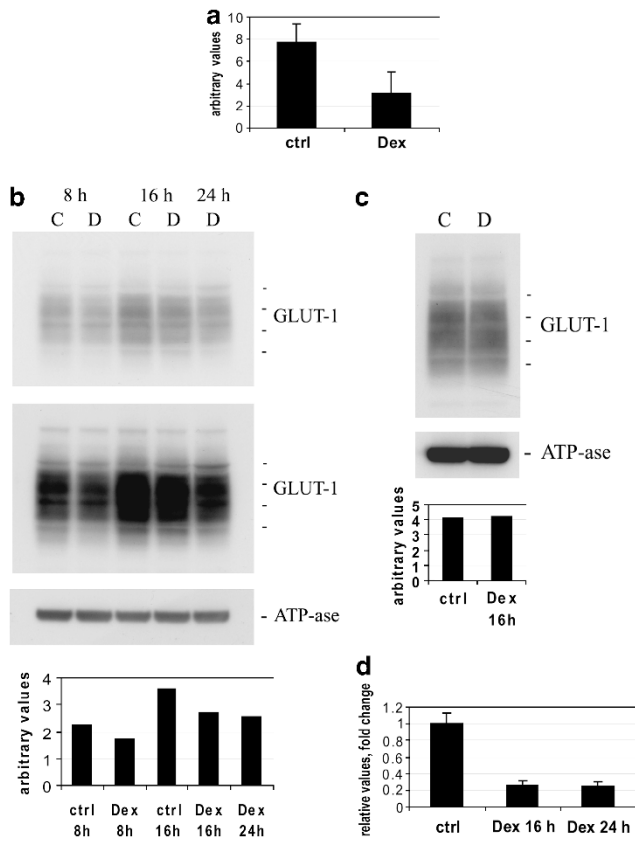 a
arbitrary values
10
8
6
4
2
0
ctrl Dex
b
8 h 16 h 24 h
C D C D D
- GLUT-1
- GLUT-1
- ATP-ase
arbitrary values
4
3
2
1
0
ctrl Dex ctrl Dex Dex
8h 8h 16h 16h 24h
c
C D
- GLUT-1
- ATP-ase
arbitrary values
5
4
3
2
1
0
ctrl Dex
16h
d
relative values, fold change
1.2
1
0.8
0.6
0.4
0.2
0
ctrl Dex 16h Dex 24h